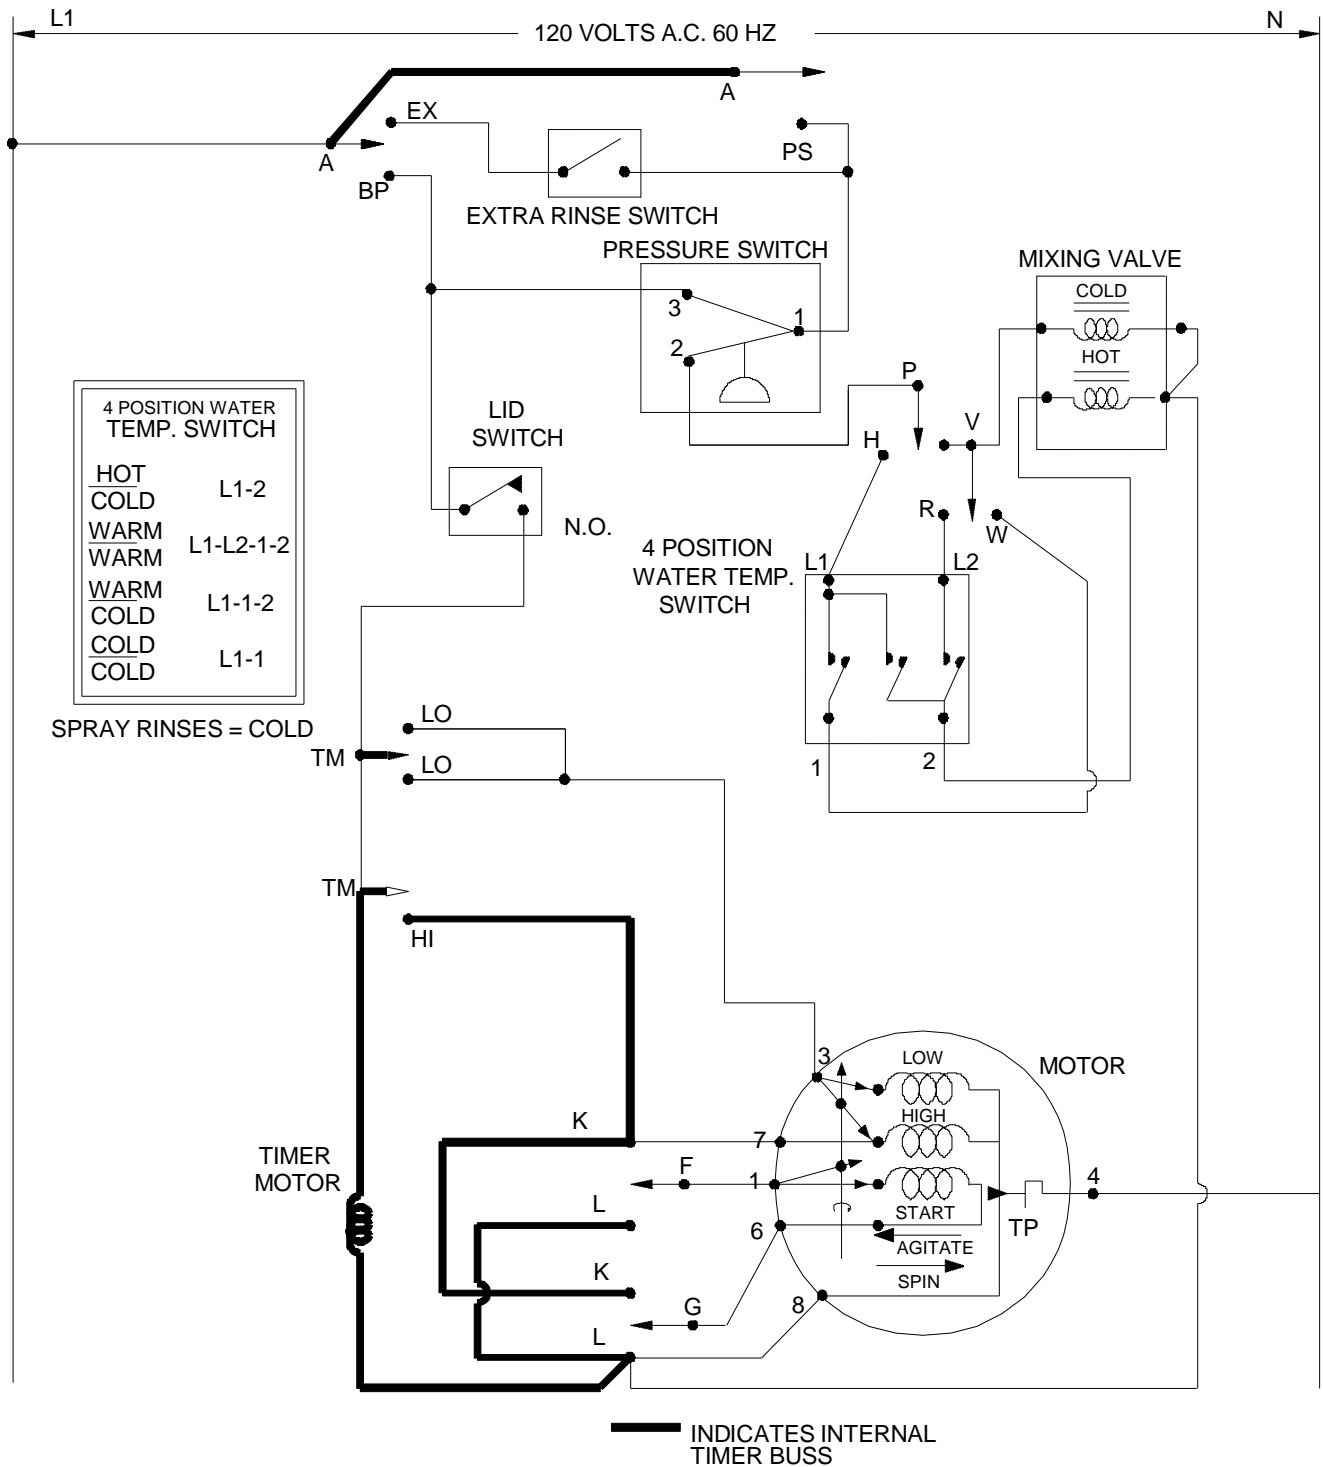 L1
N
120 VOLTS A.C. 60 HZ
A
EX
A
PS
BP
EXTRA RINSE SWITCH
PRESSURE SWITCH
MIXING VALVE
COLD
3
1
2
HOT
P
4 POSITION WATER
TEMP. SWITCH
HOT
COLD
L1-2
WARM
WARM
L1-L2-1-2
WARM
COLD
L1-1-2
COLD
COLD
L1-1
SPRAY RINSES = COLD
LID
SWITCH
N.O.
H
V
R
W
4 POSITION
WATER TEMP.
SWITCH
L1
L2
1
2
LO
TM
LO
TM
HI
3
LOW
MOTOR
HIGH
K
7
TIMER
MOTOR
F
1
4
L
START
TP
6
AGITATE
K
SPIN
G
8
L
INDICATES INTERNAL
TIMER BUSS